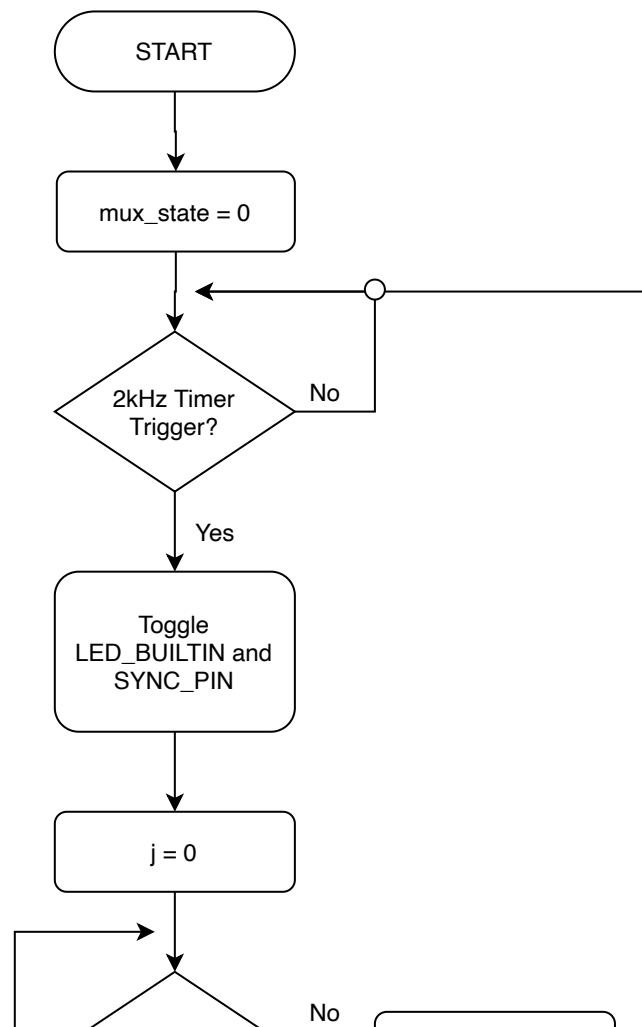 START
mux_state = 0
2kHz Timer
Trigger?
No
Yes
Toggle
LED_BUILTIN and
SYNC_PIN
j = 0
No